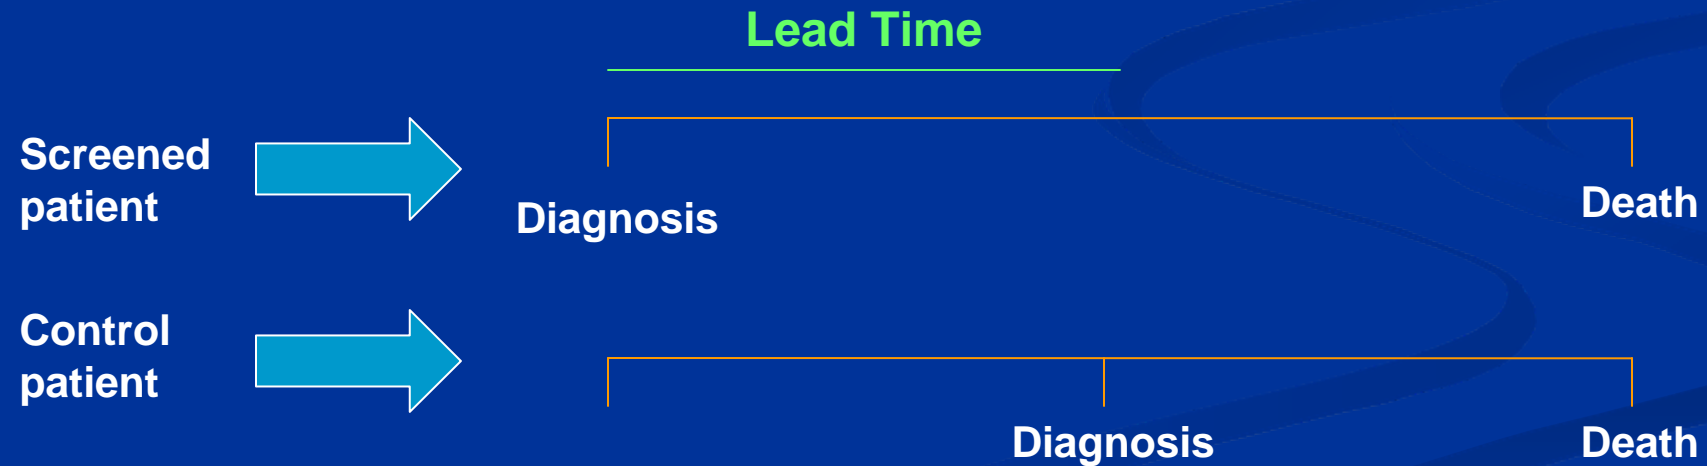 Lead Time
Screened
patient
Diagnosis
Death
Control
patient
Diagnosis
Death